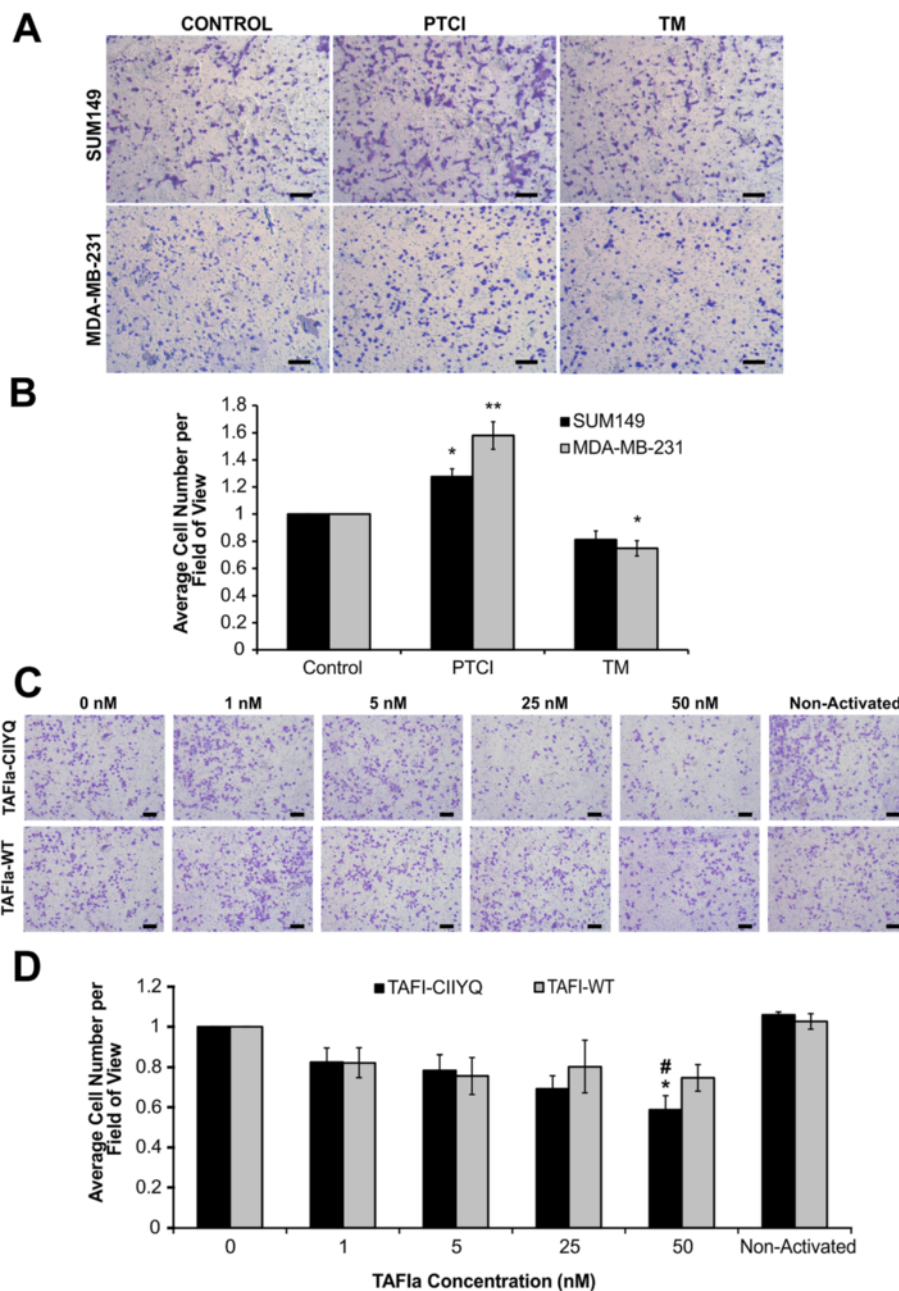 A
CONTROL PTCI TM
SUM149
MDA-MB-231
B
Average Cell Number per
Field of View
1.8
1.6
1.4
1.2
1
0.8
0.6
0.4
0.2
0
* ** *
SUM149
MDA-MB-231
Control PTCI TM
C
0 nM 1 nM 5 nM 25 nM 50 nM Non-Activated
TAFIa-CIIYQ
TAFIa-WT
D
Average Cell Number per
Field of View
1.2
1
0.8
0.6
0.4
0.2
0
TAFI-CIIYQ TAFI-WT
#
*
0 1 5 25 50 Non-Activated
TAFIa Concentration (nM)